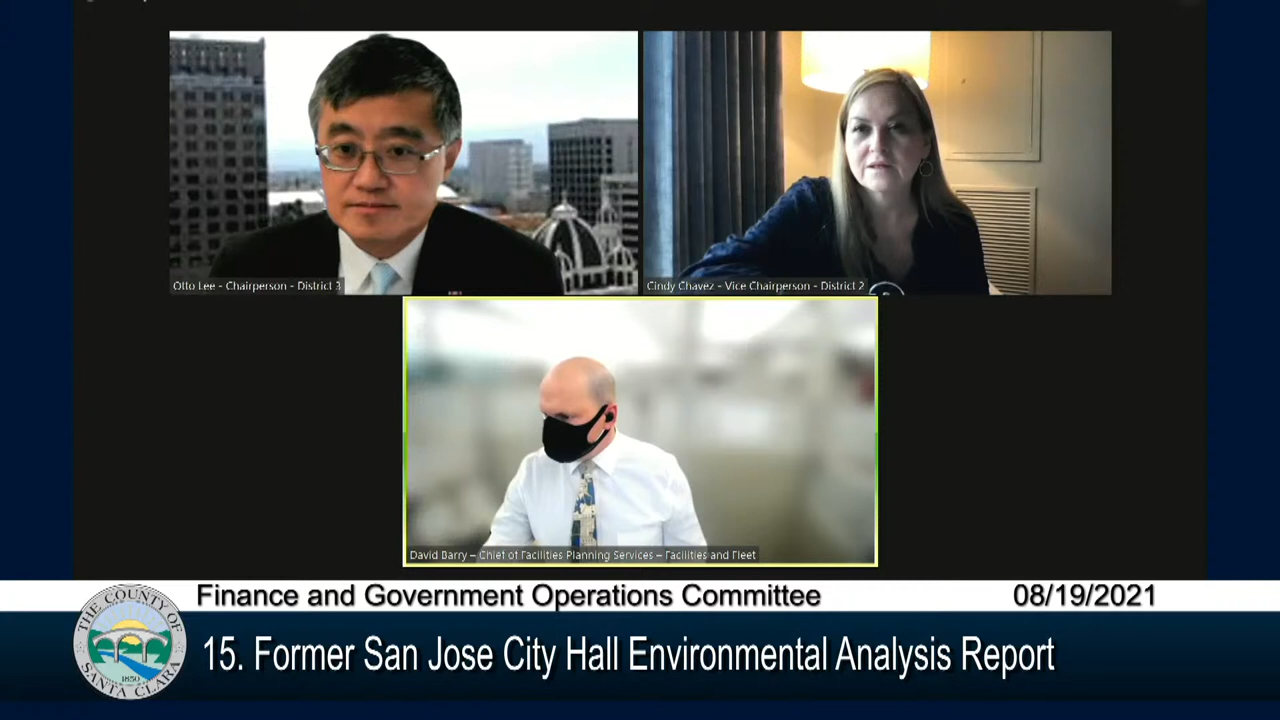 Otto Lee - Chairperson - District 3
Cindy Chavez - Vice Chairperson - District 2
David Barry – Chief of Facilities Planning Services – Facilities and Fleet
Finance and Government Operations Committee
08/19/2021
THE COUNTY OF
SANTA CLARA
1850
15. Former San Jose City Hall Environmental Analysis Report